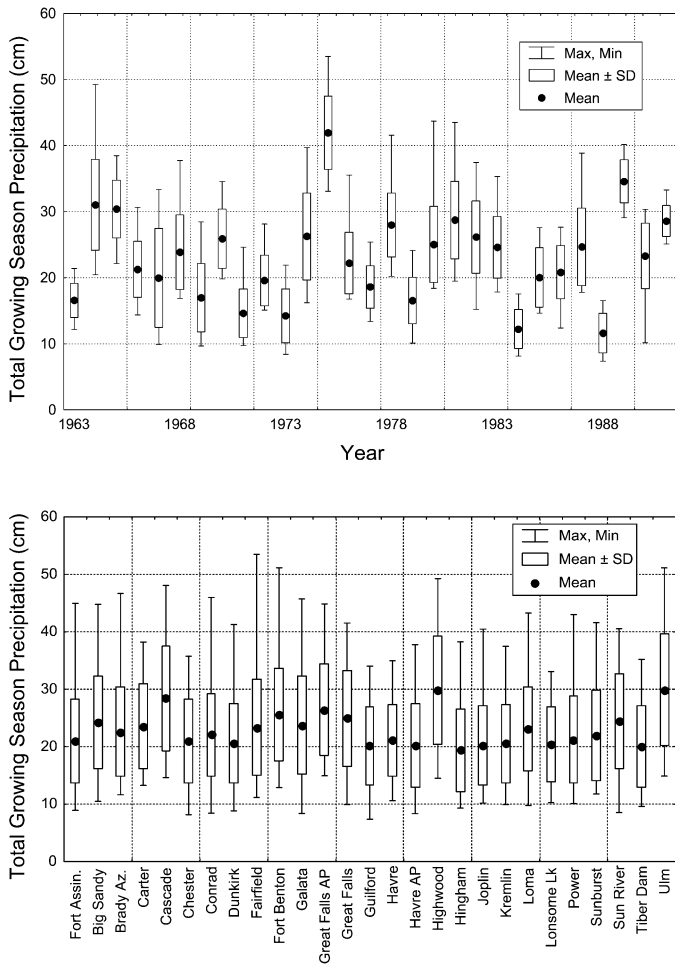 Total Growing Season Precipitation (cm)
60
50
40
30
20
10
0
Max, Min
Mean ± SD
Mean
1963 1968 1973 1978 1983 1988
Year
Total Growing Season Precipitation (cm)
60
50
40
30
20
10
0
Max, Min
Mean ± SD
Mean
Fort Assin.
Big Sandy
Brady Az.
Carter
Cascade
Chester
Conrad
Dunkirk
Fairfield
Fort Benton
Galata
Great Falls AP
Great Falls
Guilford
Havre
Havre AP
Highwood
Hingham
Joplin
Kremlin
Loma
Lonsome Lk
Power
Sunburst
Sun River
Tiber Dam
Ulm